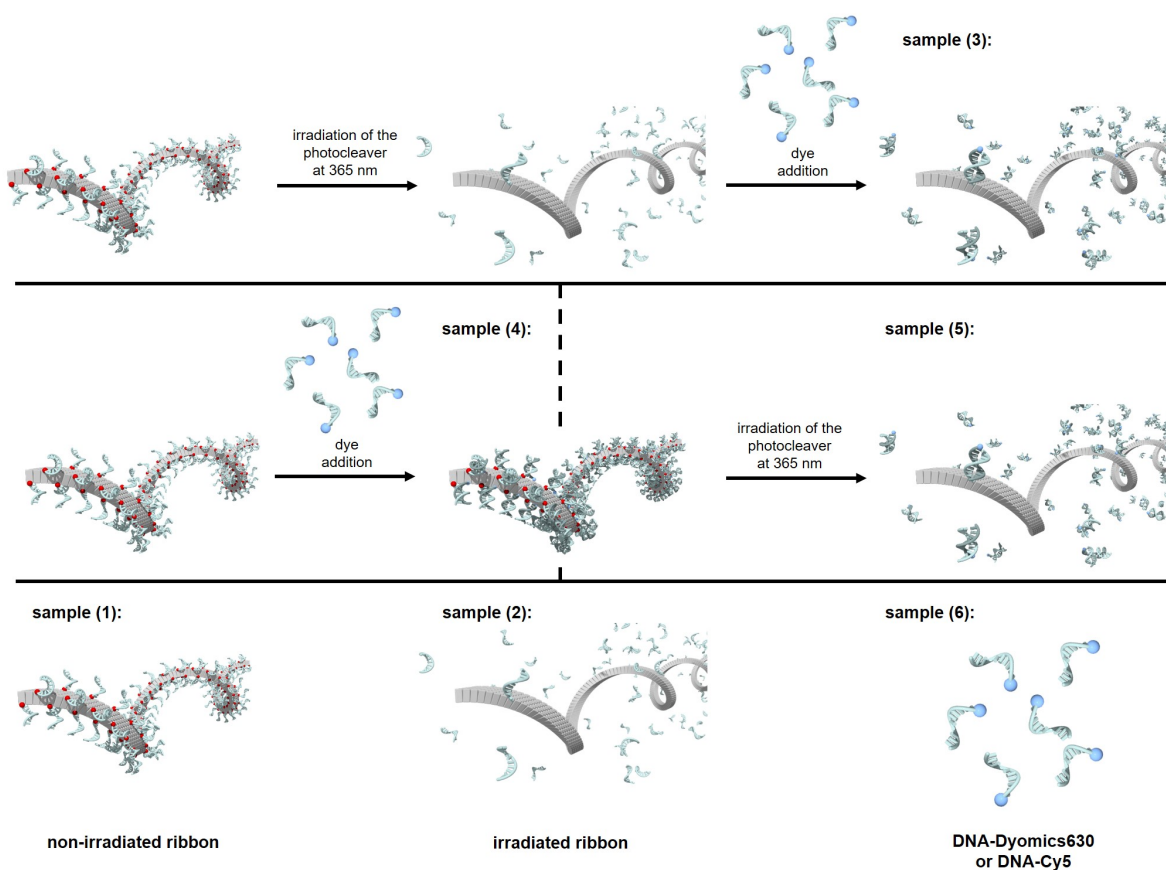 sample (3):
irradiation of the
photocleaver
at 365 nm
dye
addition
sample (4):
sample (5):
dye
addition
irradiation of the
photocleaver
at 365 nm
sample (1):
sample (2):
sample (6):
non-irradiated ribbon
irradiated ribbon
DNA-Dyomics630
or DNA-Cy5